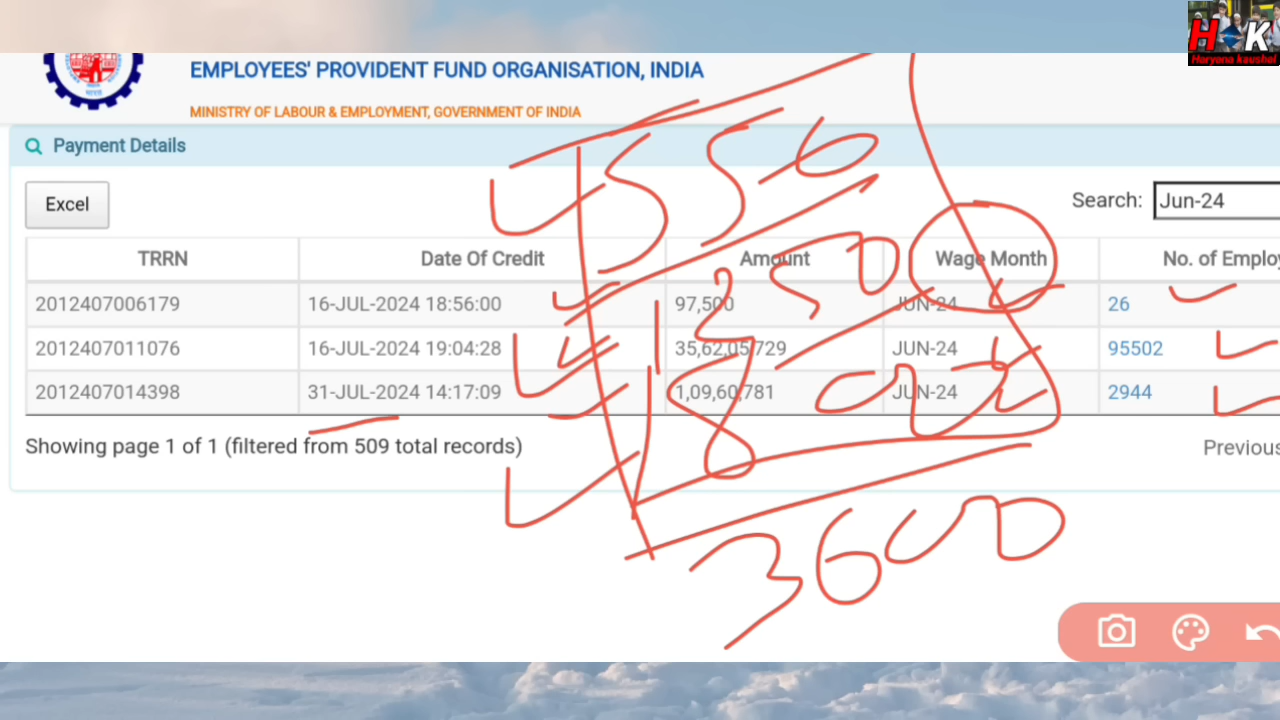 H K
Haryana kaushal
EMPLOYEES' PROVIDENT FUND ORGANISATION, INDIA
MINISTRY OF LABOUR & EMPLOYMENT, GOVERNMENT OF INDIA
Payment Details
Excel
Search: Jun-24
TRRN Date Of Credit Amount Wage Month No. of Emplo
2012407006179 16-JUL-2024 18:56:00 97,500 JUN-24 26
2012407011076 16-JUL-2024 19:04:28 35,62,05,729 JUN-24 95502
2012407014398 31-JUL-2024 14:17:09 1,09,60,781 JUN-24 2944
Showing page 1 of 1 (filtered from 509 total records)
Previous
3600